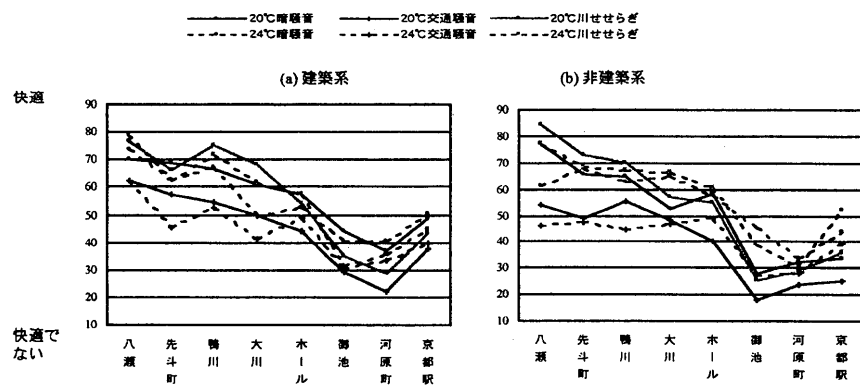 20℃暗騒音 20℃交通騒音 20℃川せせらぎ
24℃暗騒音 24℃交通騒音 24℃川せせらぎ
(a) 建築系
(b) 非建築系
快適
90
80
70
60
50
40
30
20
10
快適で
ない
八瀬
先斗町
鴨川
大川
ホール
御池
河原町
京都駅
90
80
70
60
50
40
30
20
10
八瀬
先斗町
鴨川
大川
ホール
御池
河原町
京都駅